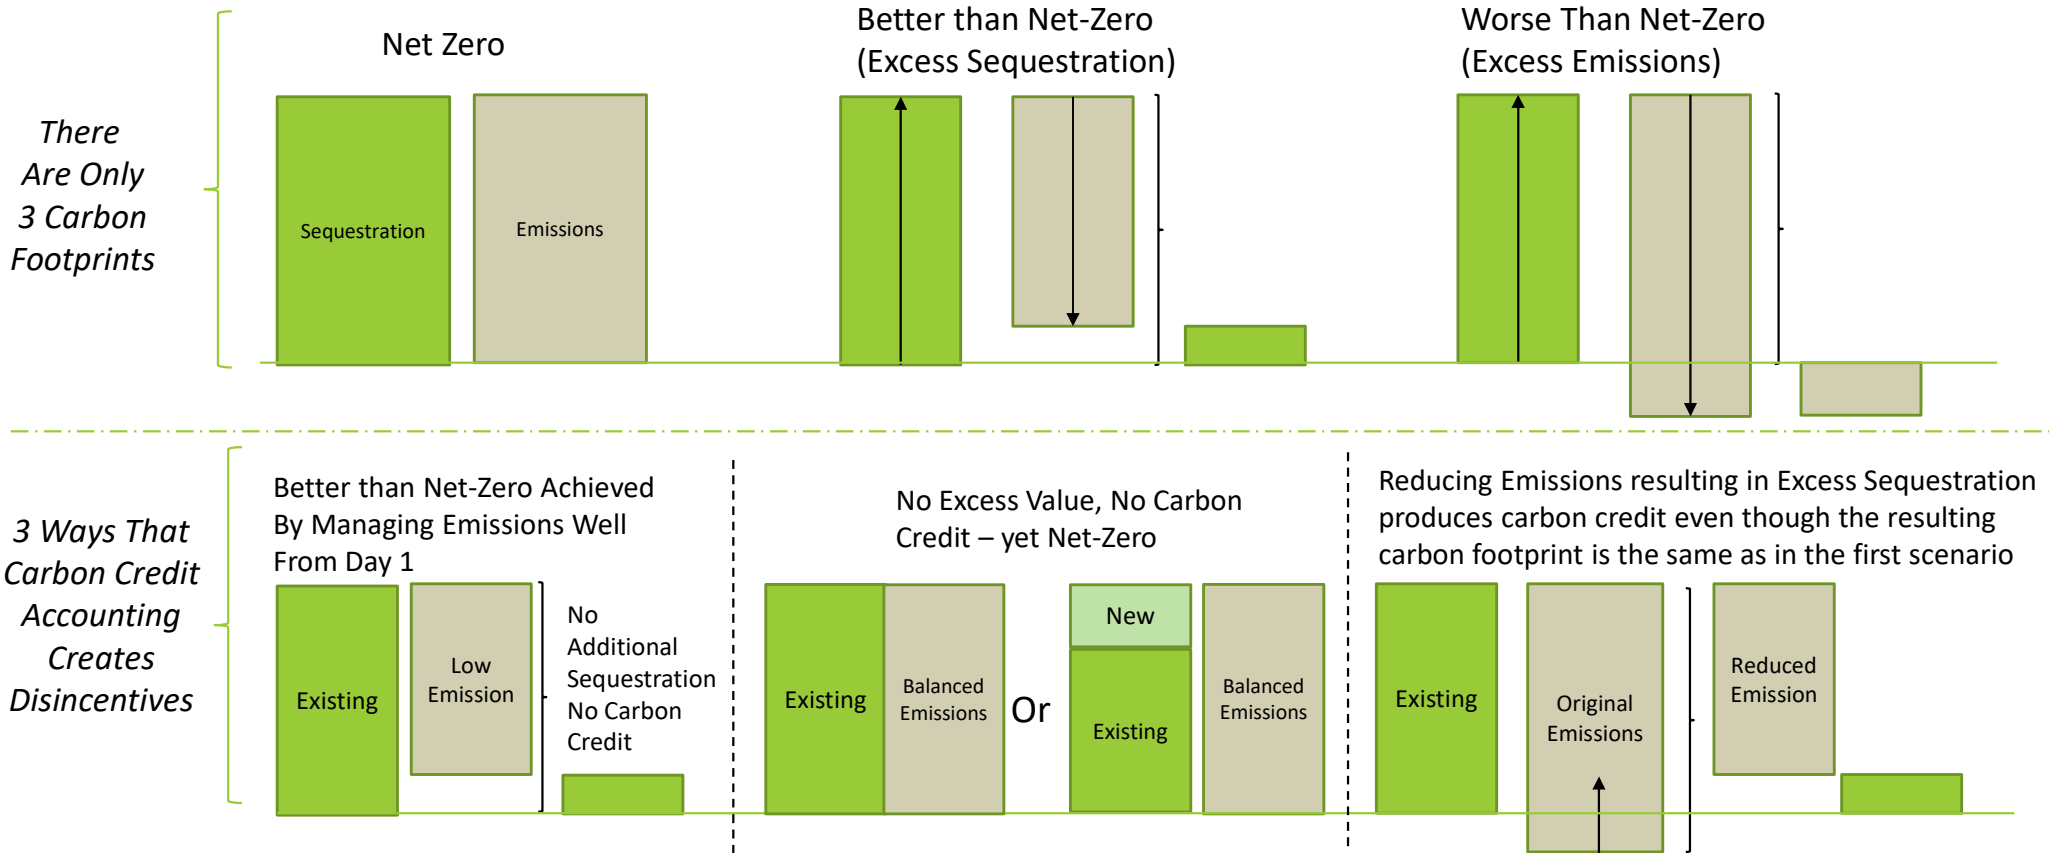 There
Are Only
3 Carbon
Footprints
Net Zero
Sequestration
Emissions
Better than Net-Zero
(Excess Sequestration)
Worse Than Net-Zero
(Excess Emissions)
3 Ways That
Carbon Credit
Accounting
Creates
Disincentives
Better than Net-Zero Achieved
By Managing Emissions Well
From Day 1
Existing
Low
Emission
No
Additional
Sequestration
No Carbon
Credit
No Excess Value, No Carbon
Credit – yet Net-Zero
Existing
Balanced
Emissions
Or
New
Existing
Balanced
Emissions
Reducing Emissions resulting in Excess Sequestration
produces carbon credit even though the resulting
carbon footprint is the same as in the first scenario
Existing
Original
Emissions
Reduced
Emission